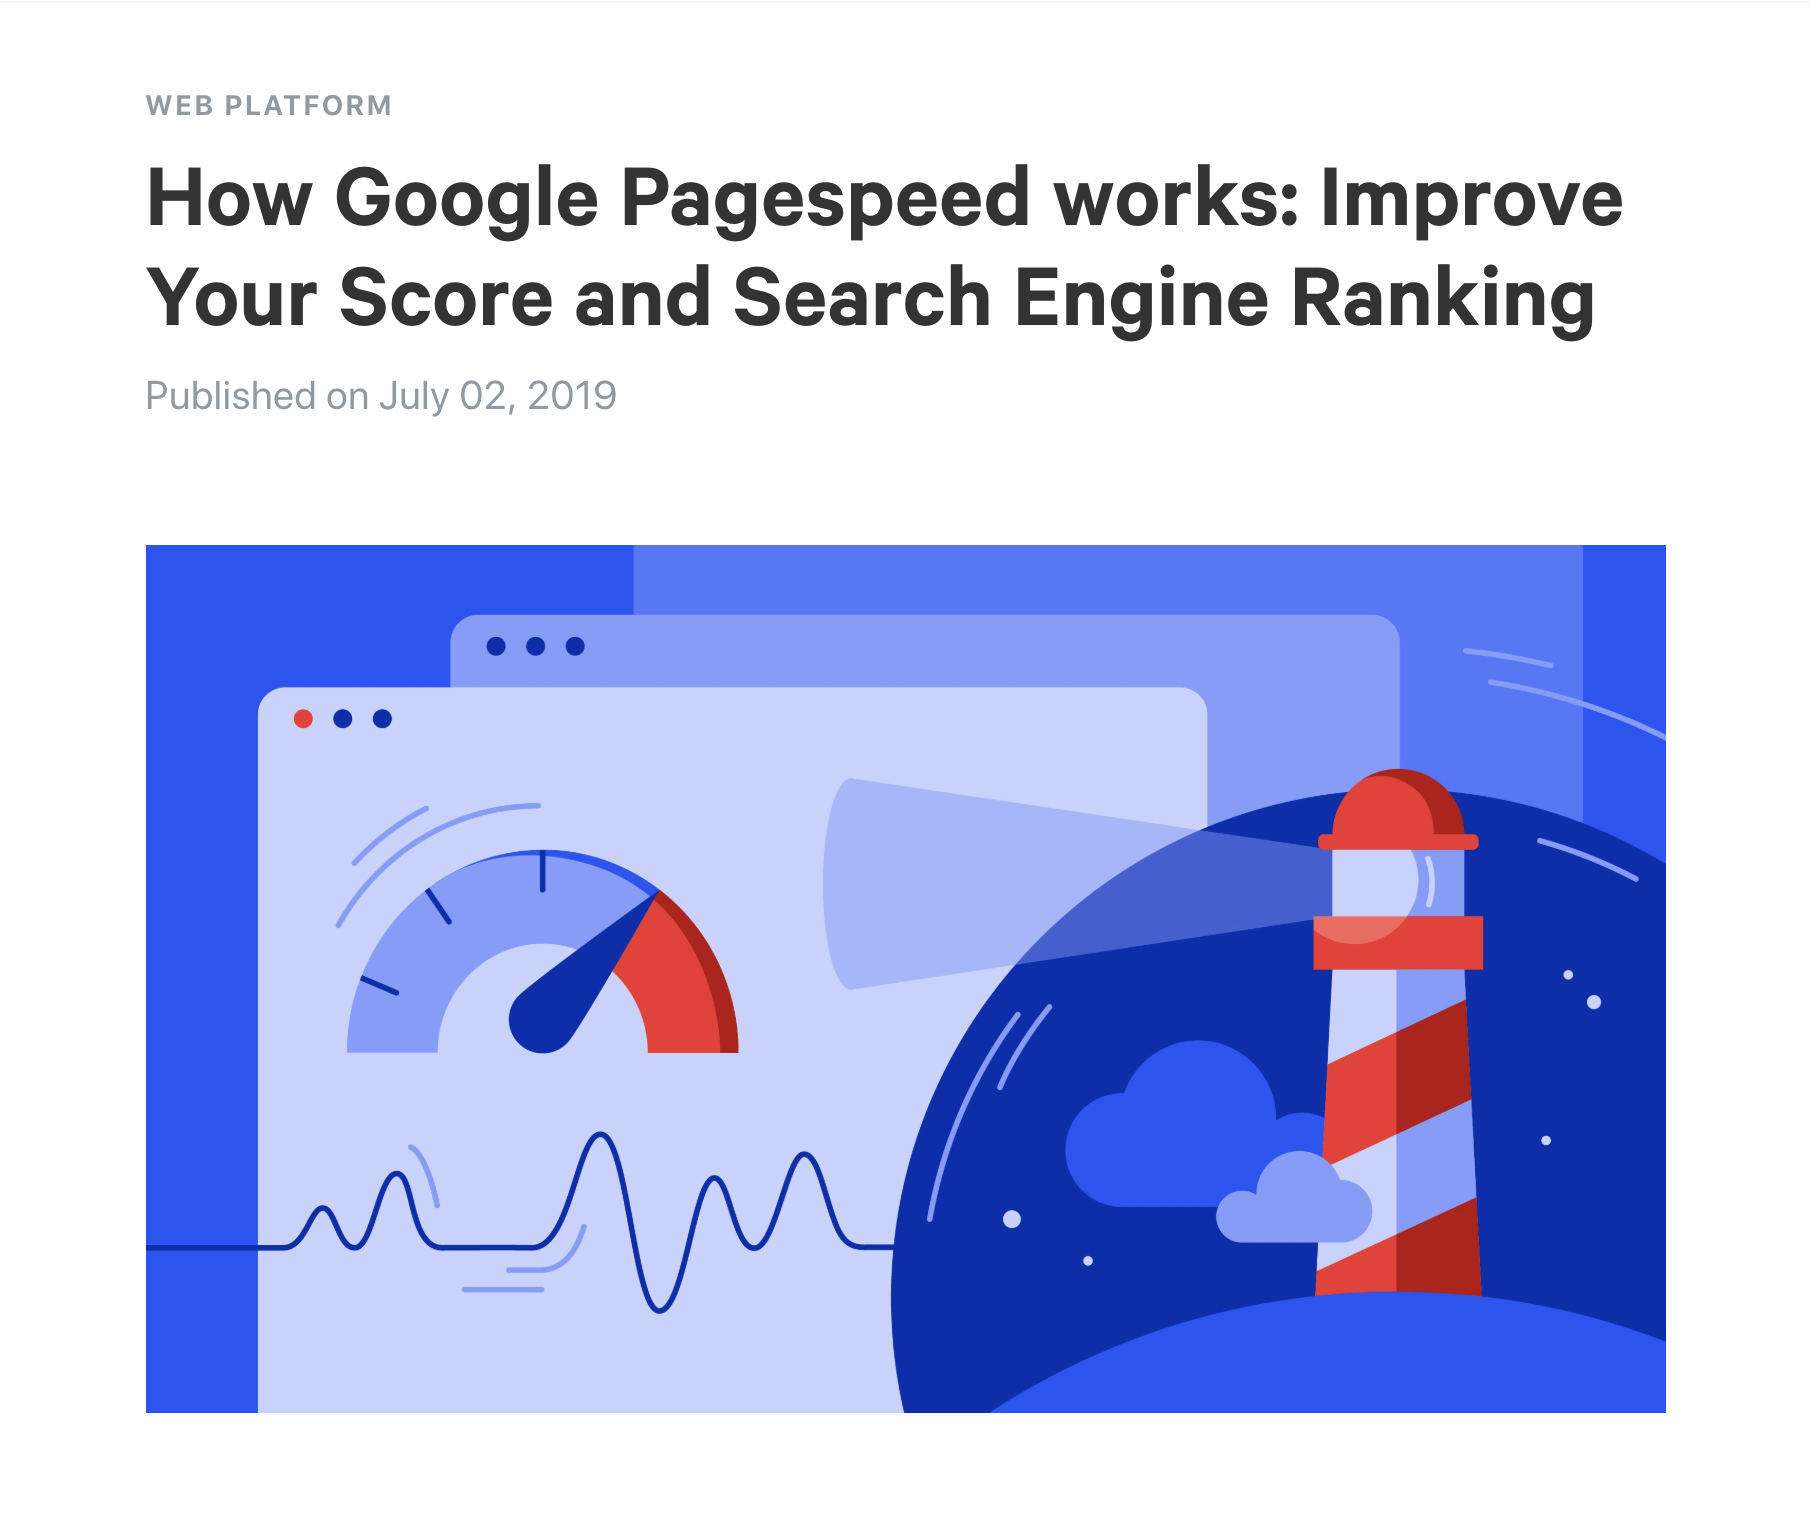 WEB PLATFORM
How Google Pagespeed works: Improve
Your Score and Search Engine Ranking
Published on July 02, 2019